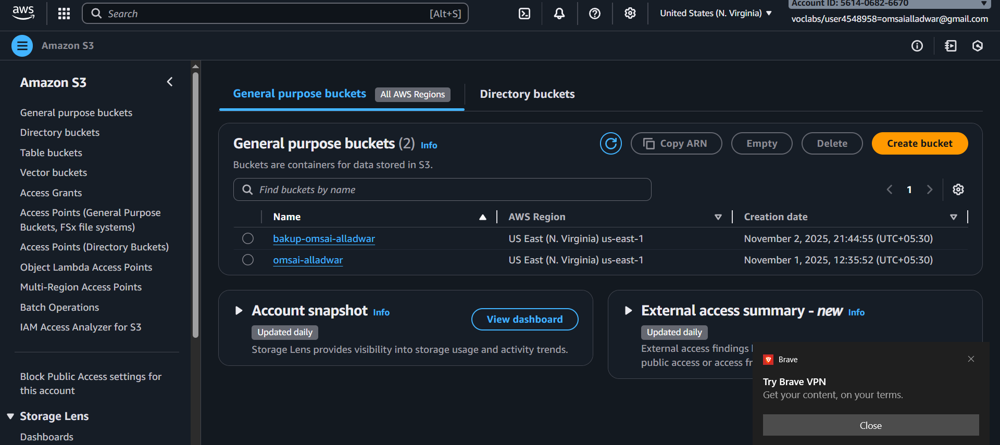 aws
Search
[Alt+S]
United States (N. Virginia)
Account ID: 5614-0682-6670
voclabs/user4548958=omsaialladwar@gmail.com
Amazon S3
Amazon S3
General purpose buckets
Directory buckets
Table buckets
Vector buckets
Access Grants
Access Points (General Purpose
Buckets, FSx file systems)
Access Points (Directory Buckets)
Object Lambda Access Points
Multi-Region Access Points
Batch Operations
IAM Access Analyzer for S3
Block Public Access settings for
this account
Storage Lens
Dashboards
General purpose buckets All AWS Regions Directory buckets
General purpose buckets (2) Info
Copy ARN Empty Delete Create bucket
Buckets are containers for data stored in S3.
Find buckets by name
1
Name AWS Region Creation date
bakup-omsai-alladwar US East (N. Virginia) us-east-1 November 2, 2025, 21:44:55 (UTC+05:30)
omsai-alladwar US East (N. Virginia) us-east-1 November 1, 2025, 12:35:52 (UTC+05:30)
Account snapshot Info
View dashboard
Updated daily
Storage Lens provides visibility into storage usage and activity trends.
External access summary - new Info
Updated daily
External access findings
public access or access
Brave
Try Brave VPN
Get your content, on your terms.
Close